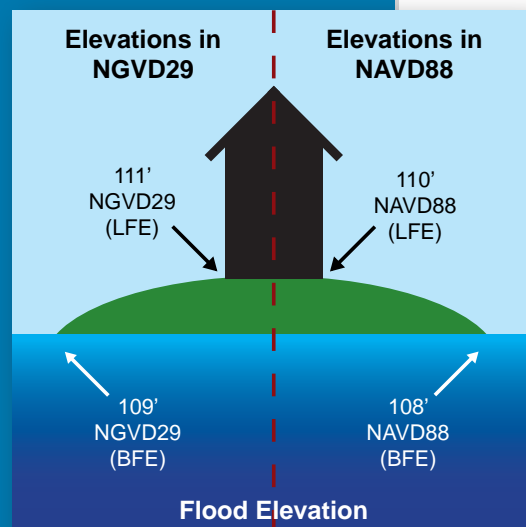 Elevations in
NGVD29
Elevations in
NAVD88
111’
NGVD29
(LFE)
110’
NAVD88
(LFE)
109’
NGVD29
(BFE)
108’
NAVD88
(BFE)
Flood Elevation